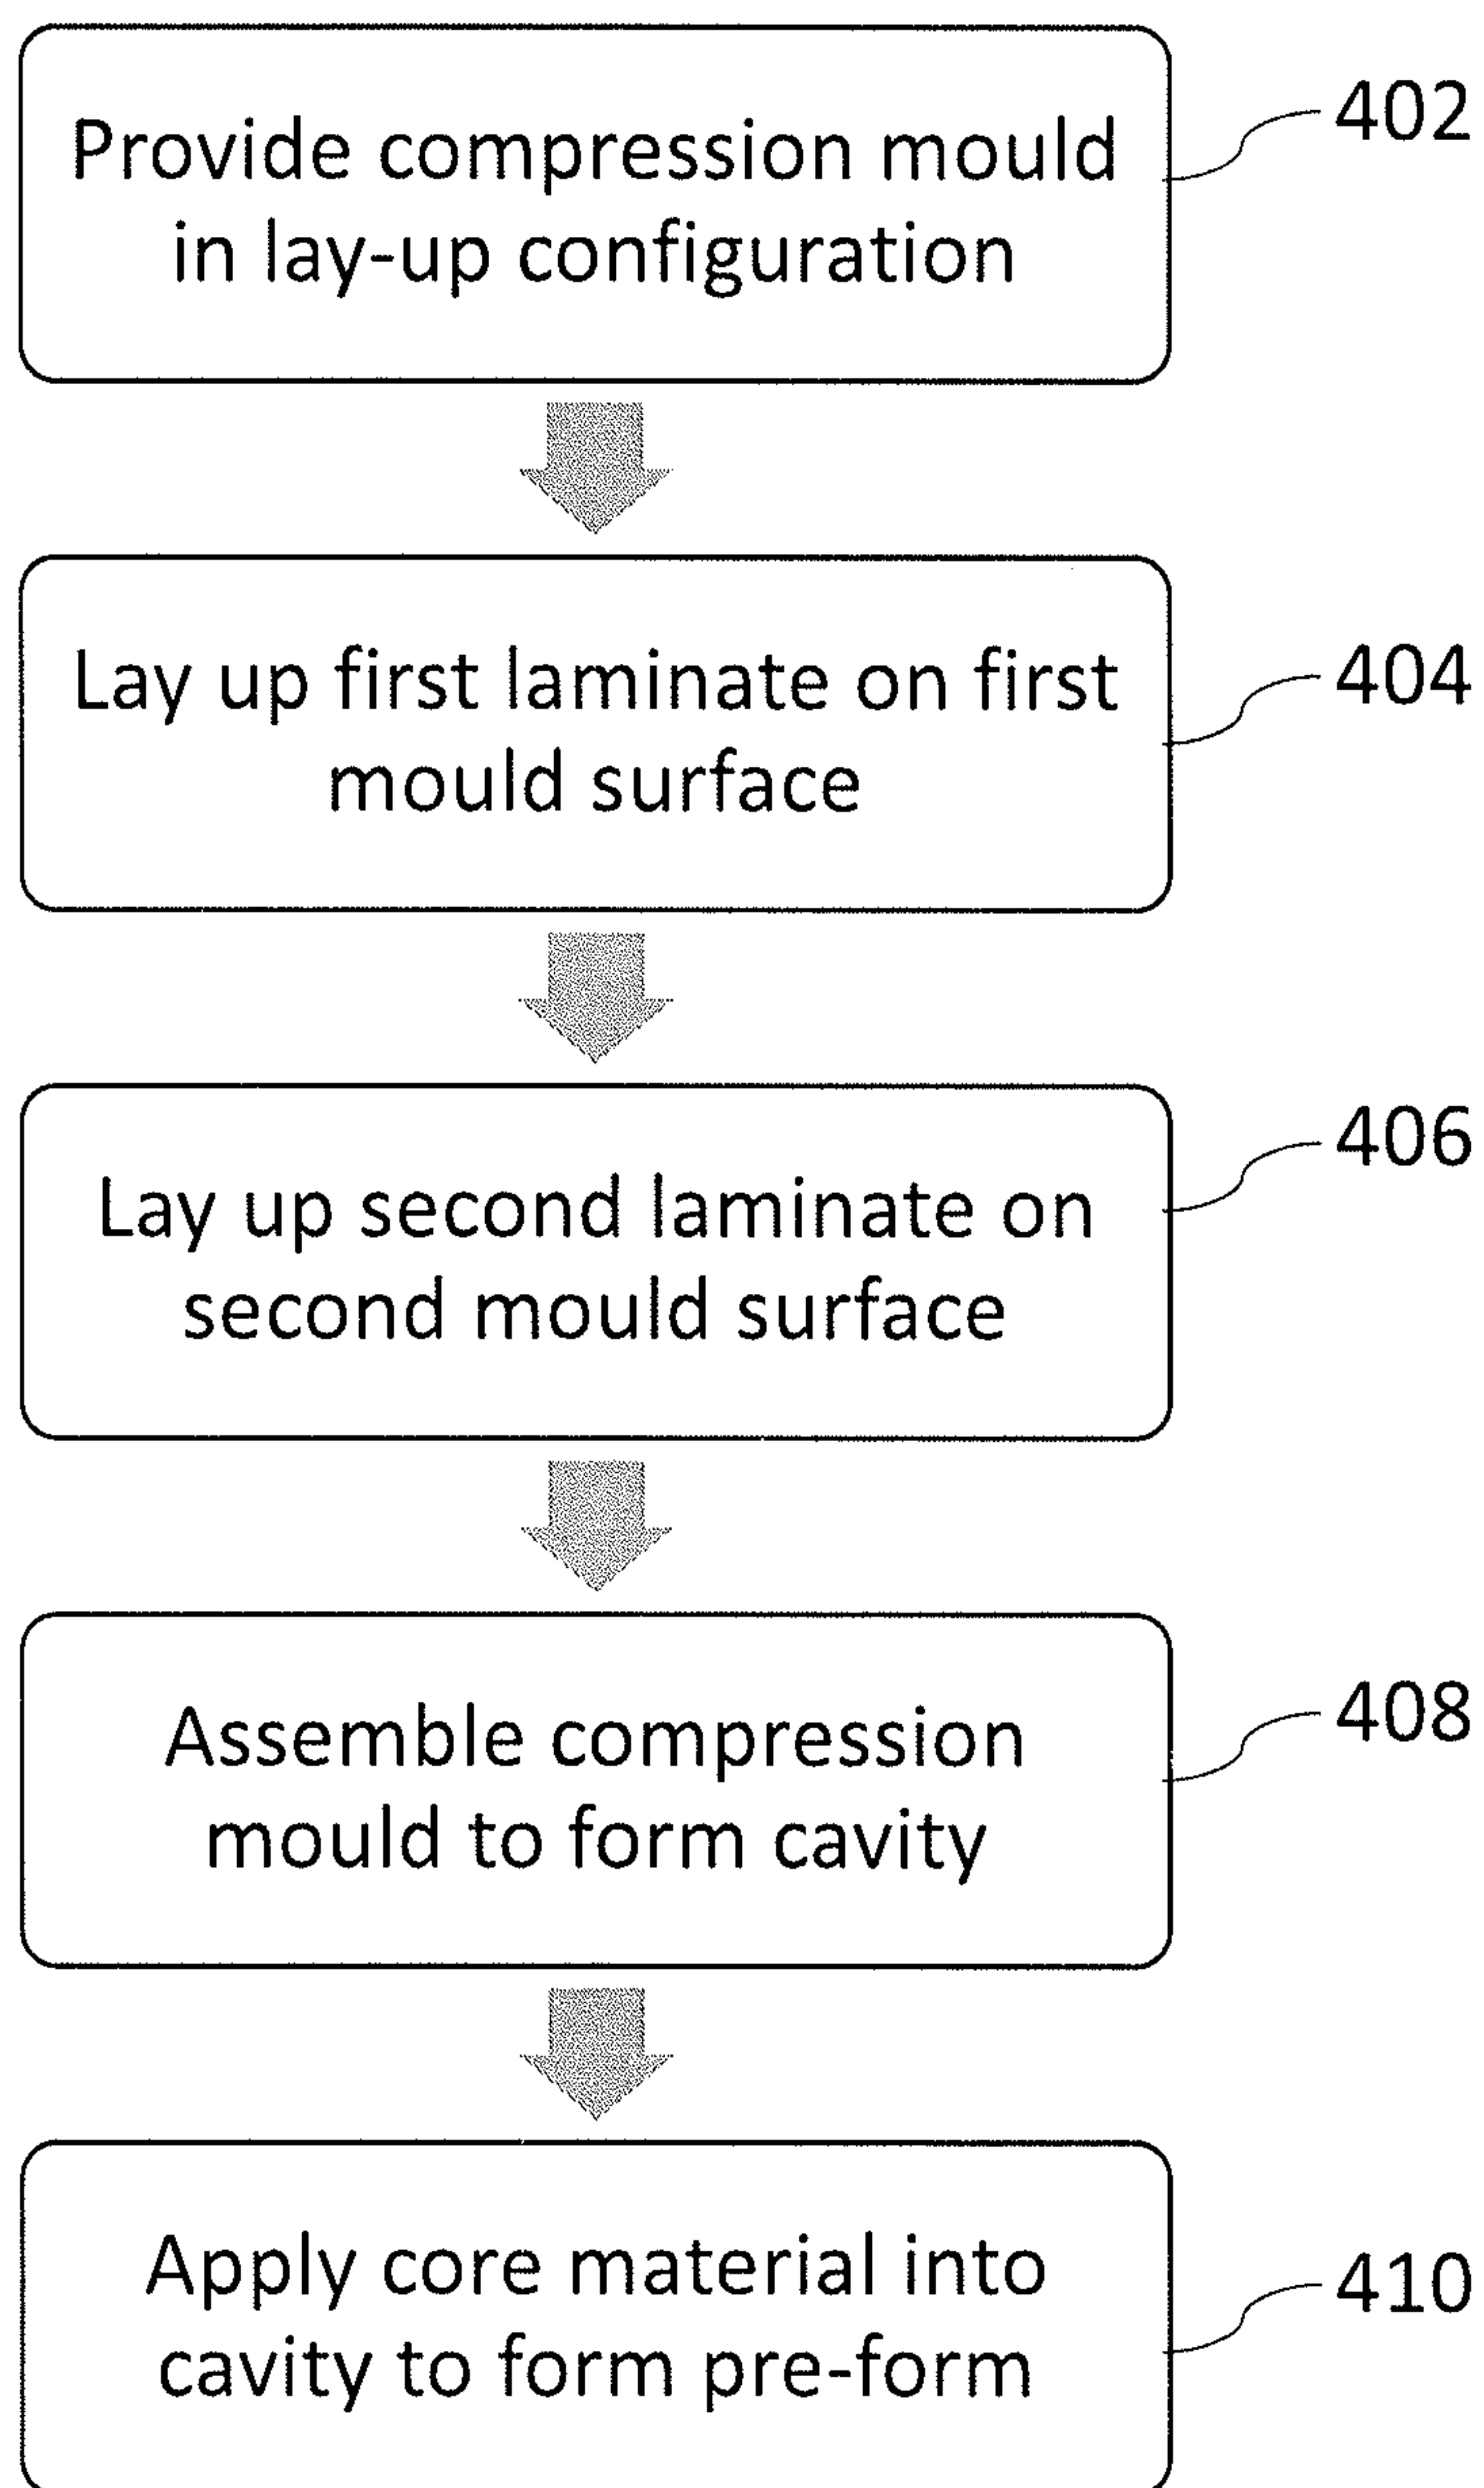 Provide compression mould
in lay-up configuration
402
Lay up first laminate on first
mould surface
404
Lay up second laminate on
second mould surface
406
Assemble compression
mould to form cavity
408
Apply core material into
cavity to form pre-form
410